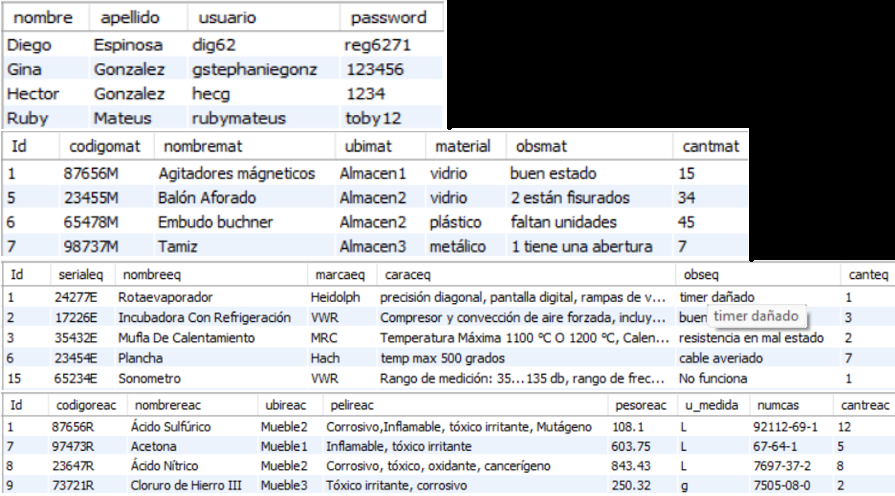 nombre apellido usuario password
Diego Espinosa dig62 reg6271
Gina Gonzalez gstephaniegonz 123456
Hector Gonzalez hecg 1234
Ruby Mateus rubymateus toby12
Id codigomat nombremat ubimat material obsmat cantmat
1 87656M Agitadores mágneticos Almacen1 vidrio buen estado 15
5 23455M Balón Aforado Almacen2 vidrio 2 están fisurados 34
6 65478M Embudo buchner Almacen2 plástico faltan unidades 45
7 98737M Tamiz Almacen3 metálico 1 tiene una abertura 7
Id serialeq nombreeq marcaeq caraceq obseq canteq
1 24277E Rotaevaporador Heidolph precisión diagonal, pantalla digital, rampas de v... timer dañado 1
2 17226E Incubadora Con Refrigeración VWR Compresor y convección de aire forzada, incluy... buen 3
timer dañado
3 35432E Mufla De Calentamiento MRC Temperatura Máxima 1100 ºC O 1200 ºC, Calen... resistencia en mal estado 2
6 23454E Plancha Hach temp max 500 grados cable averiado 7
15 65234E Sonometro VWR Rango de medición: 35...135 db, rango de frec... No funciona 1
Id codigoreac nombrereac ubireac pelireac pesoreac u_medida numcas cantreac
1 87656R Ácido Sulfúrico Mueble2 Corrosivo,Inflamable, tóxico irritante, Mutágeno 108.1 L 92112-69-1 12
7 97473R Acetona Mueble1 Inflamable, tóxico irritante 603.75 L 67-64-1 5
8 23647R Ácido Nítrico Mueble2 Corrosivo, tóxico, oxidante, cancerígeno 843.43 L 7697-37-2 8
9 73721R Cloruro de Hierro III Mueble3 Tóxico irritante, corrosivo 250.32 g 7505-08-0 2